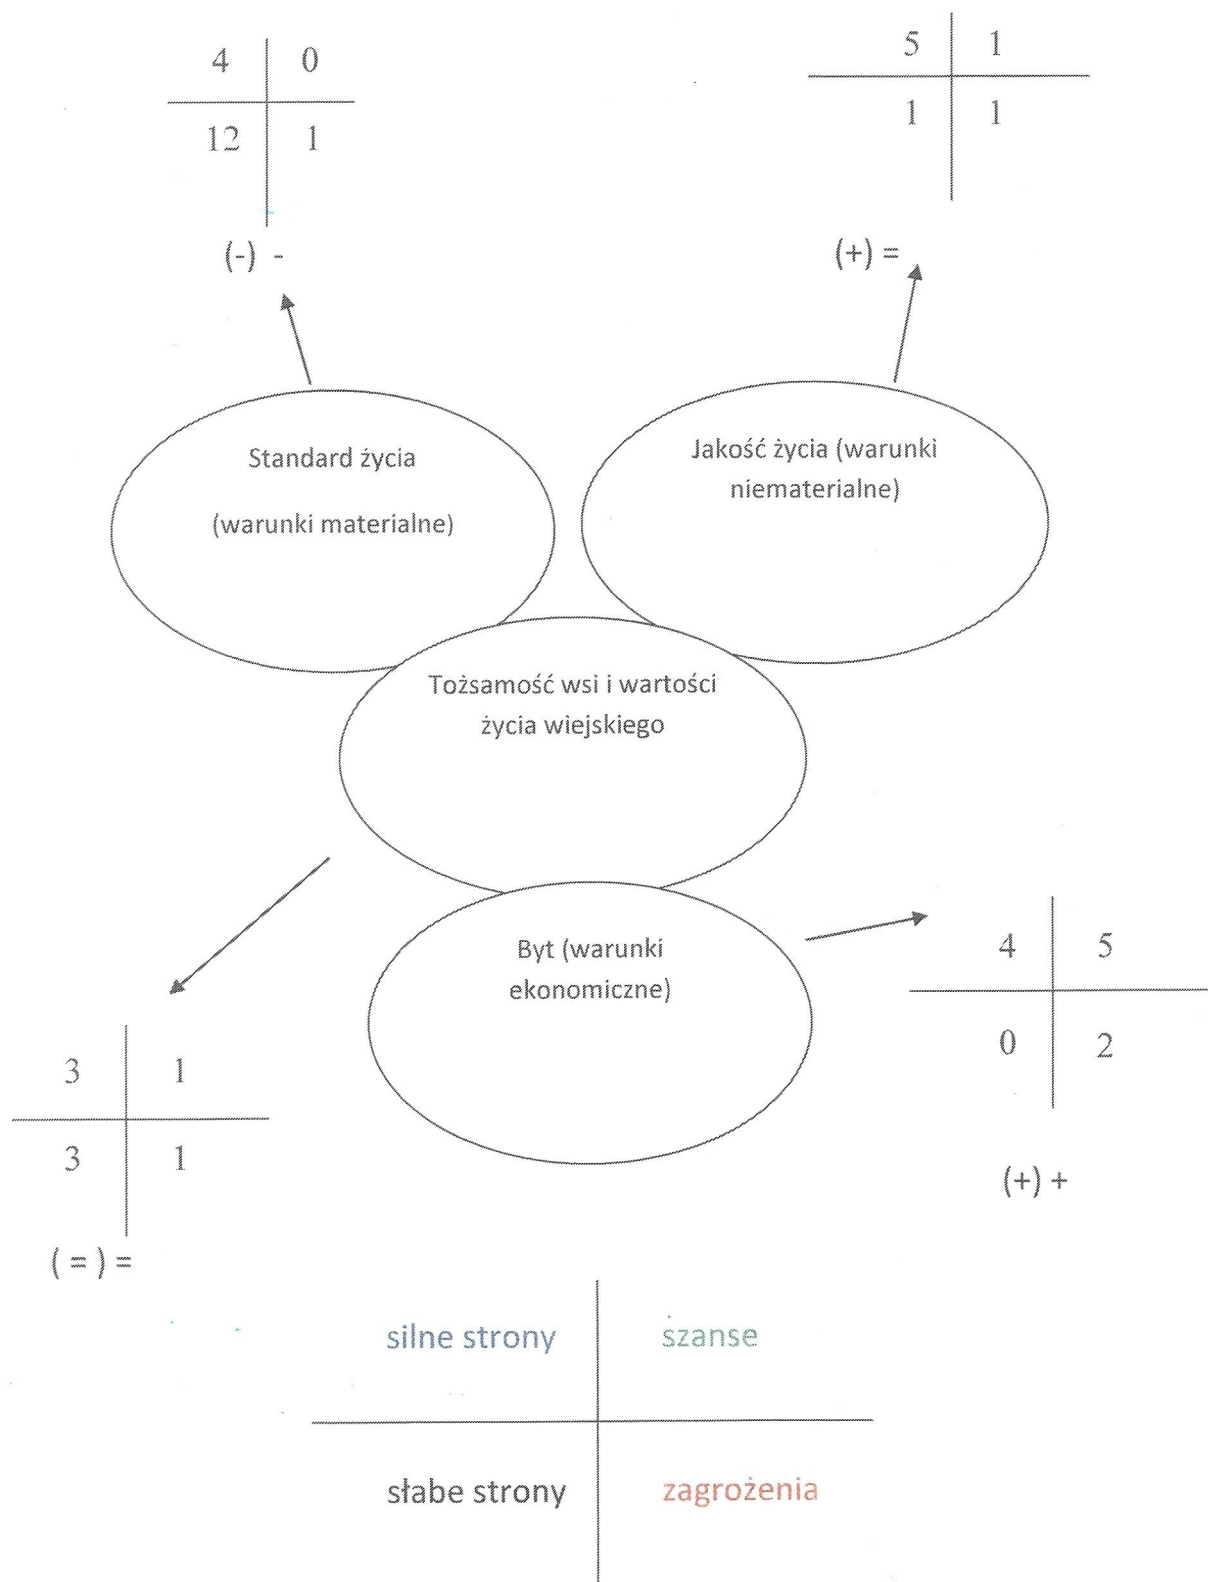 4 0
12 1
(-) -
5 1
1 1
(+) =
Standard życia
(warunki materialne)
Jakość życia (warunki
niematerialne)
Tożsamość wsi i wartości
życia wiejskiego
Byt (warunki
ekonomiczne)
4 5
0 2
(+) +
3 1
3 1
( = ) =
silne strony szanse
słabe strony zagrożenia